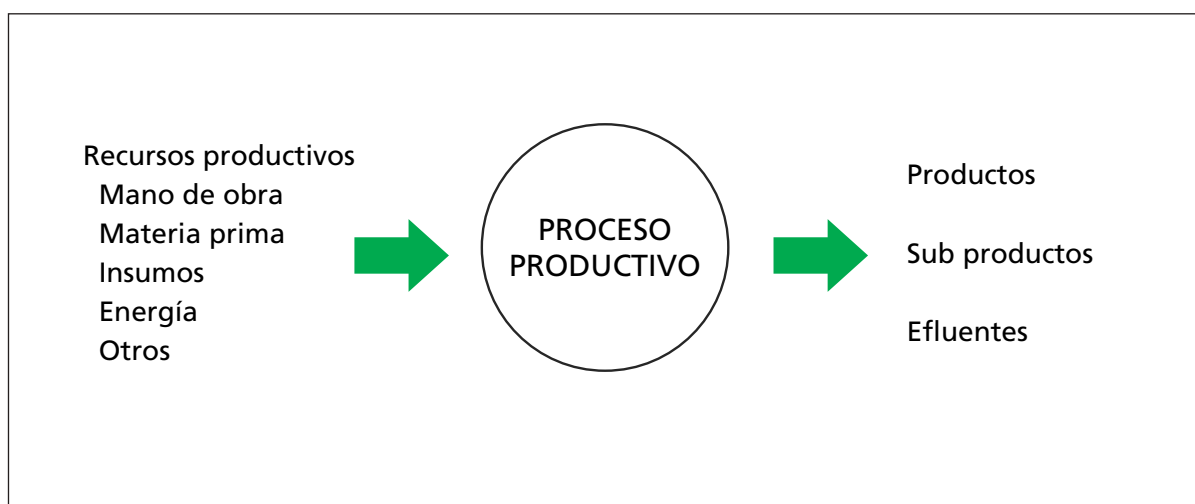 Recursos productivos
Mano de obra
Materia prima
Insumos
Energía
Otros
PROCESO
PRODUCTIVO
Productos
Sub productos
Efluentes